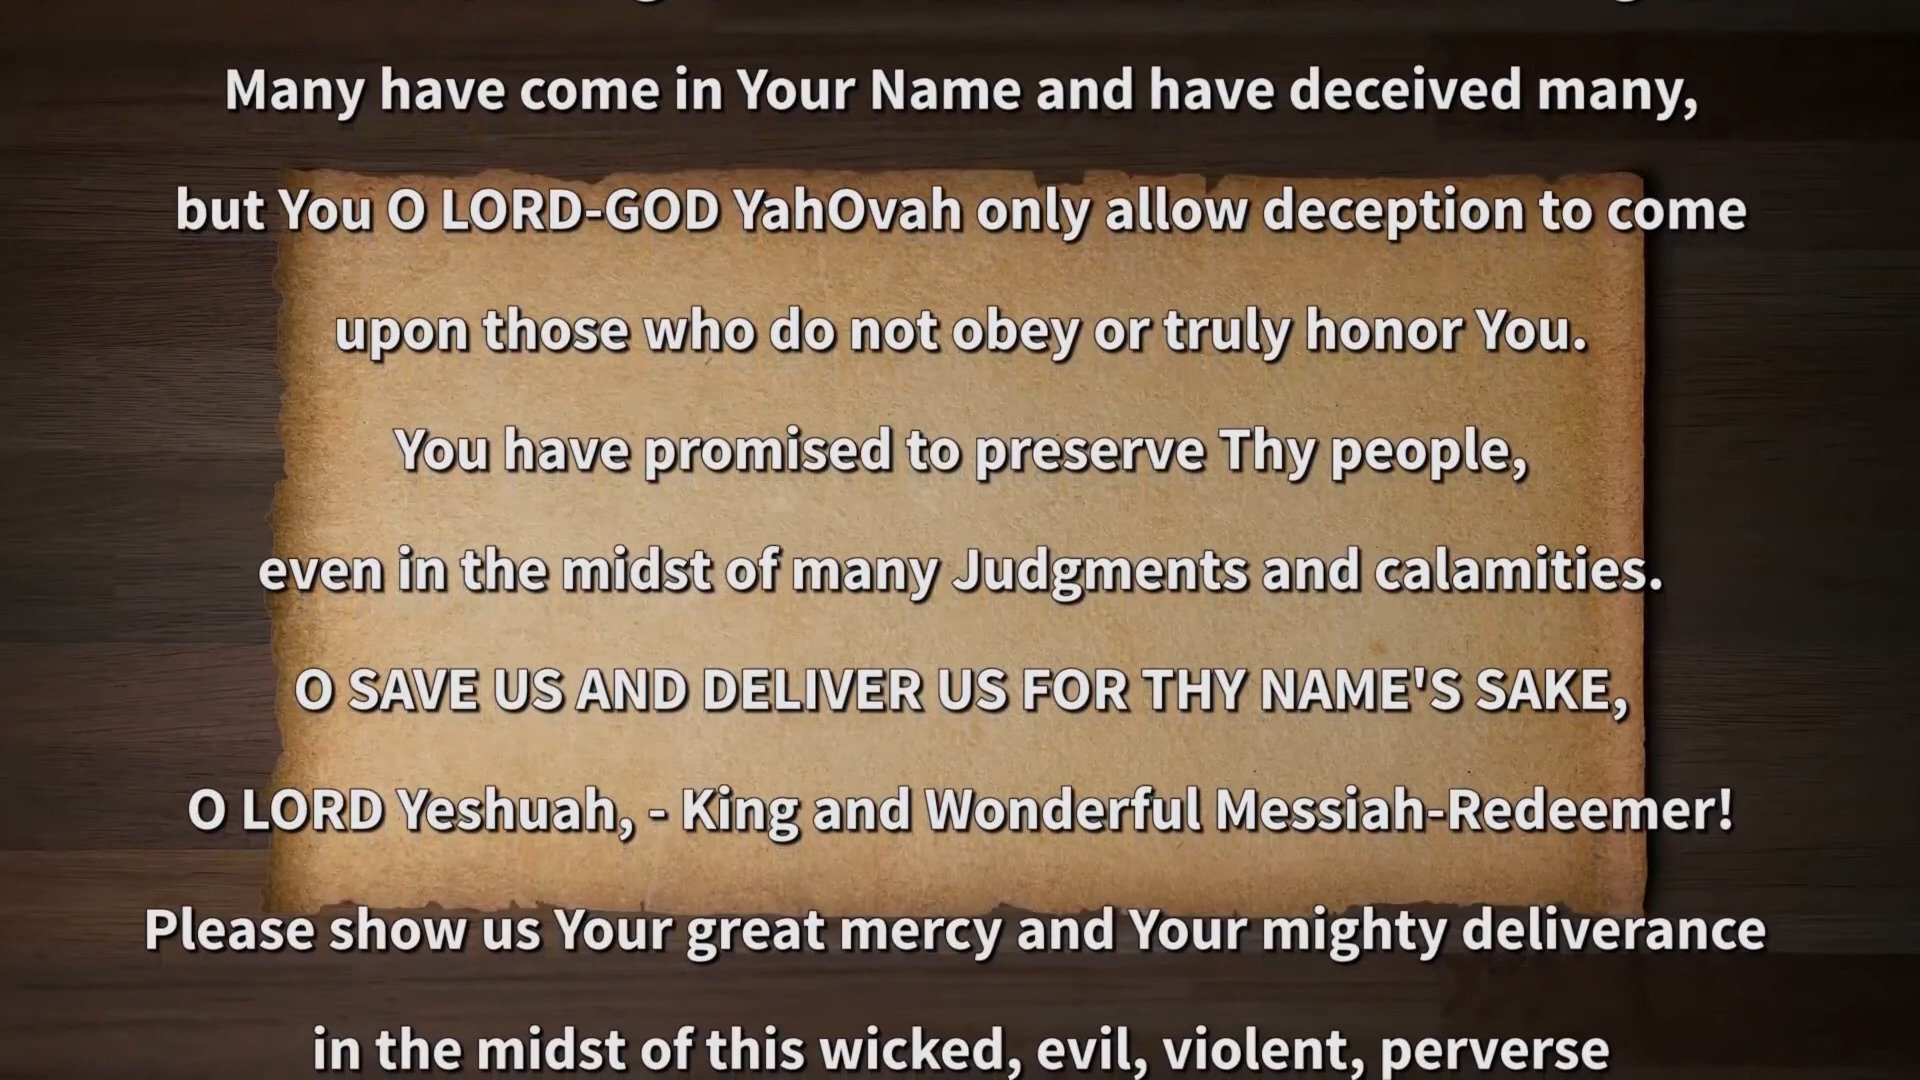 Many have come in Your Name and have deceived many,
but You O LORD-GOD YahOvah only allow deception to come
upon those who do not obey or truly honor You.
You have promised to preserve Thy people,
even in the midst of many Judgments and calamities.
O SAVE US AND DELIVER US FOR THY NAME'S SAKE,
O LORD Yeshuah, - King and Wonderful Messiah-Redeemer!
Please show us Your great mercy and Your mighty deliverance
in the midst of this wicked, evil, violent, perverse